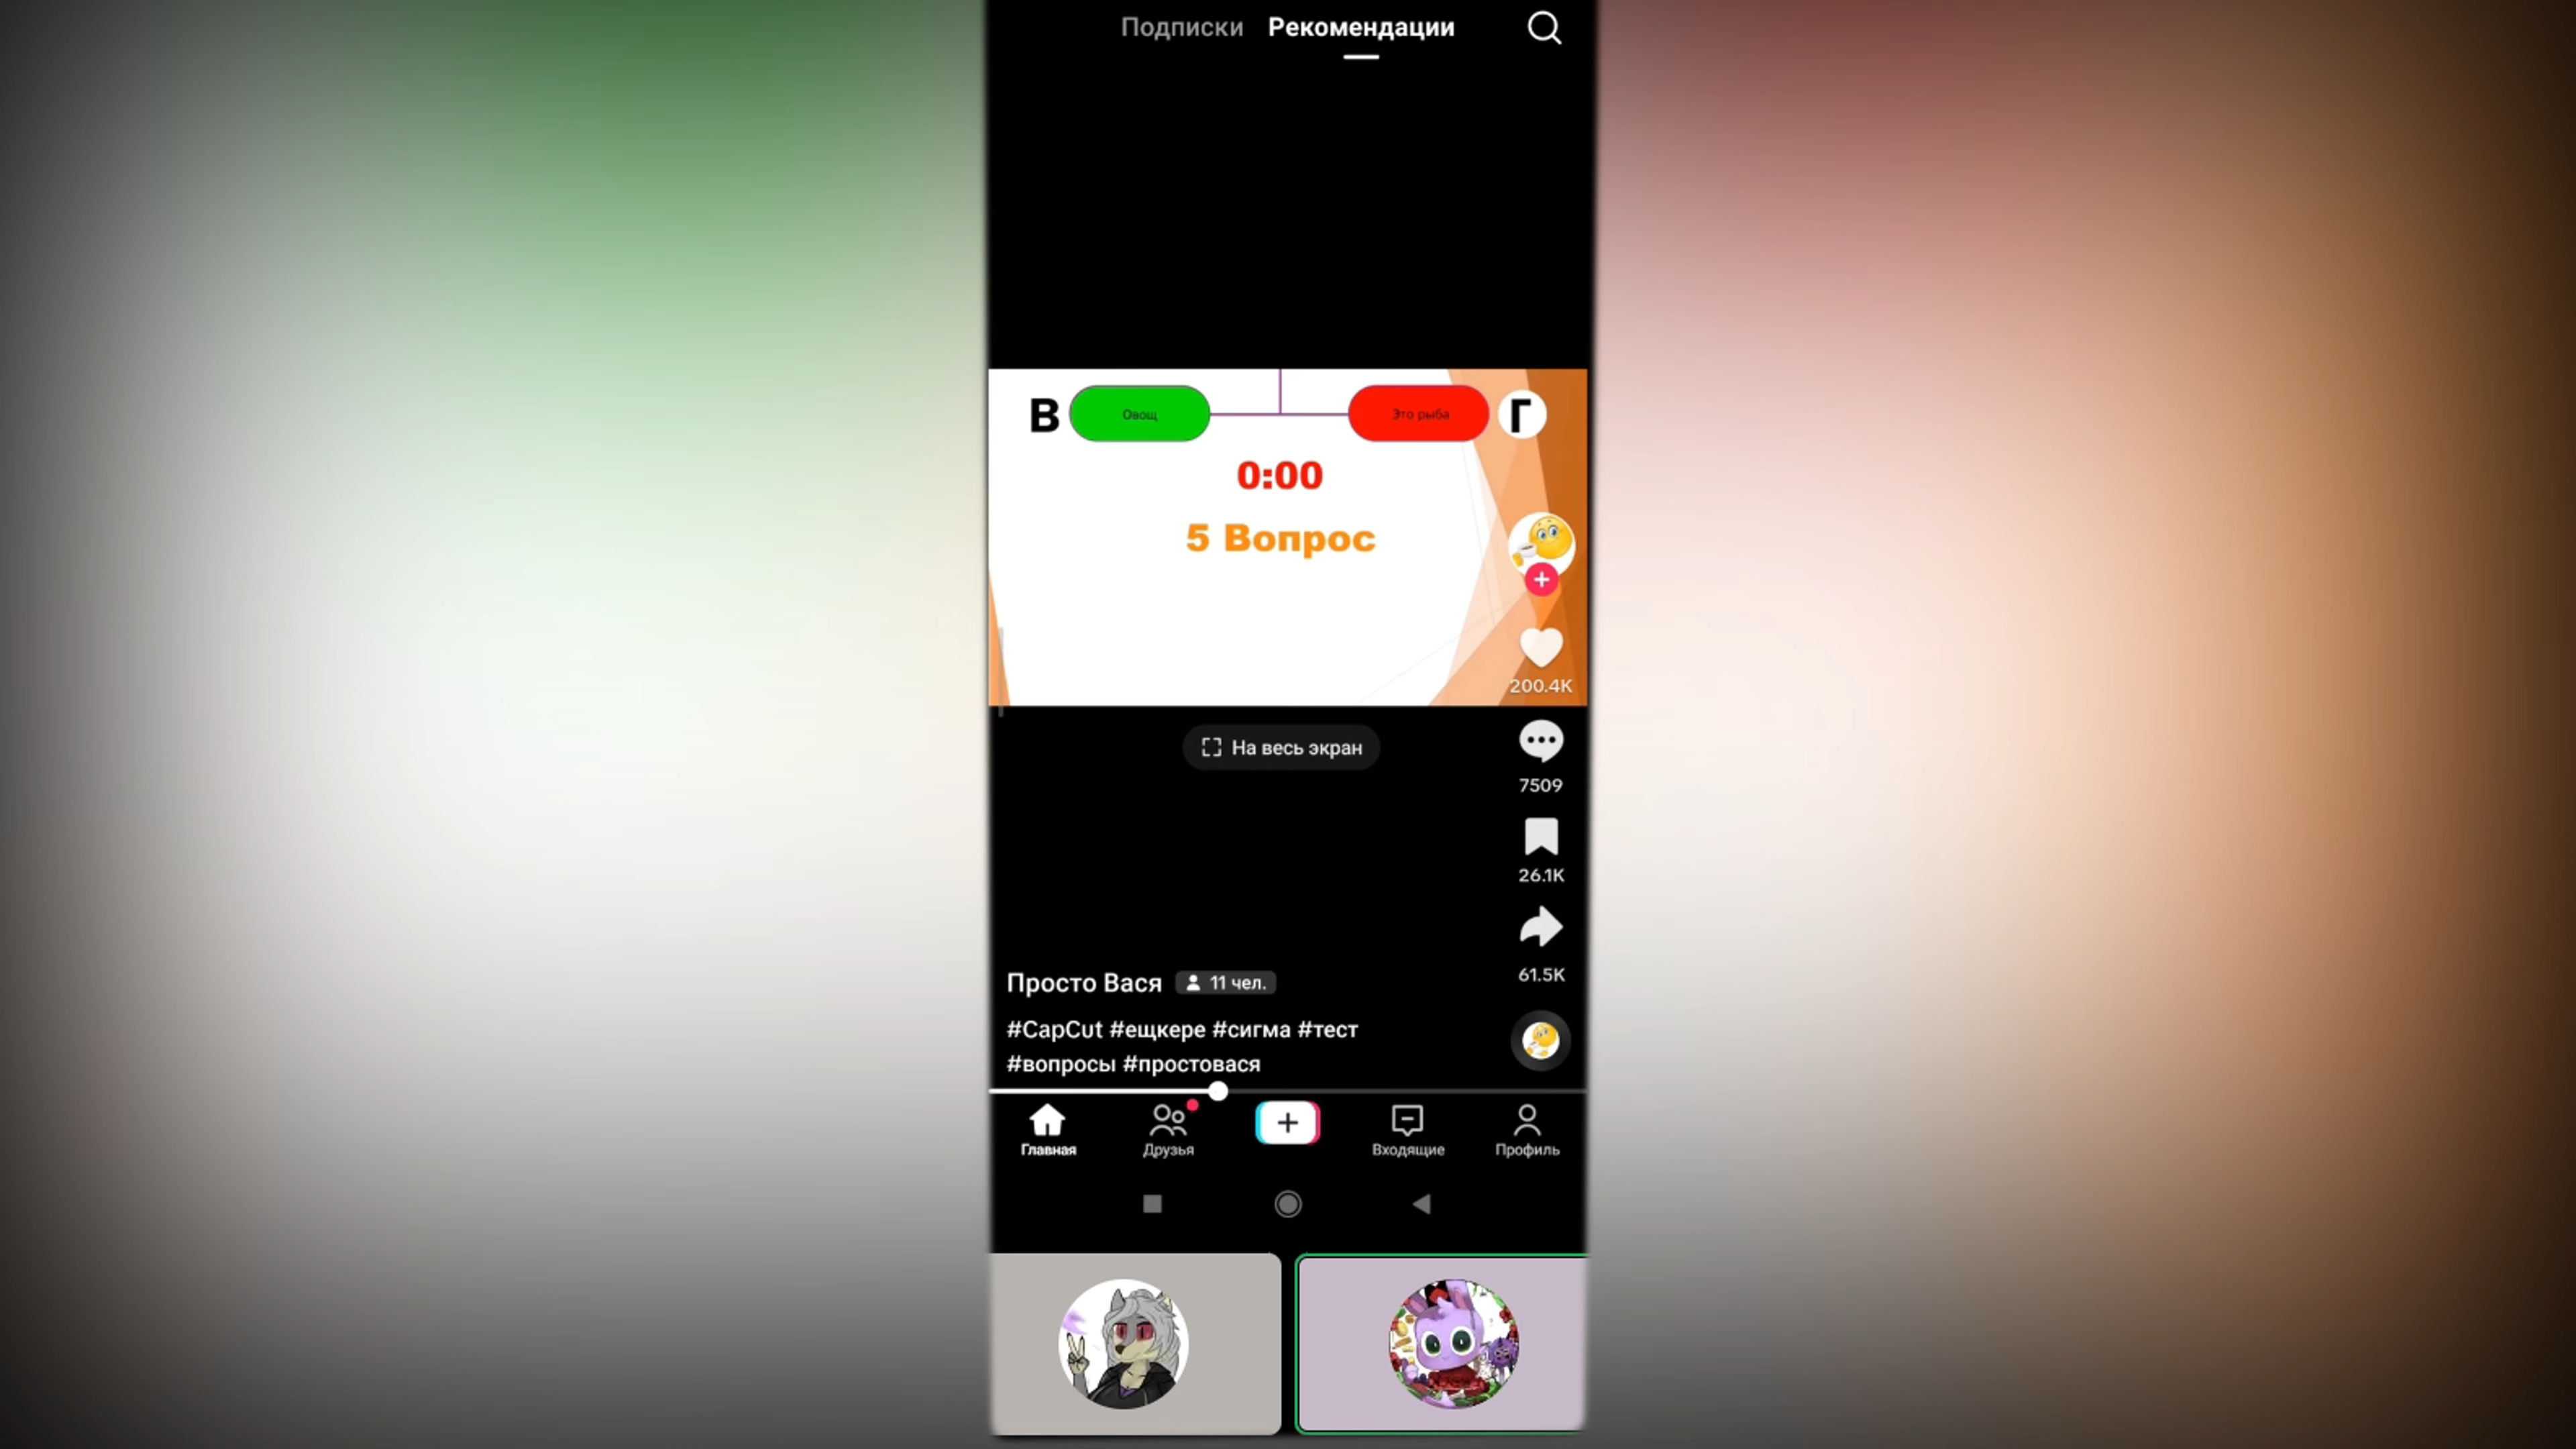 Подписки Рекомендации
В Овощ Это рыба Г
0:00
5 Вопрос
200.4K
На весь экран
7509
26.1K
61.5K
Просто Вася 11 чел.
#CapCut #ещкере #сигма #тест
#вопросы #простовася
Главная Друзья Входящие Профиль